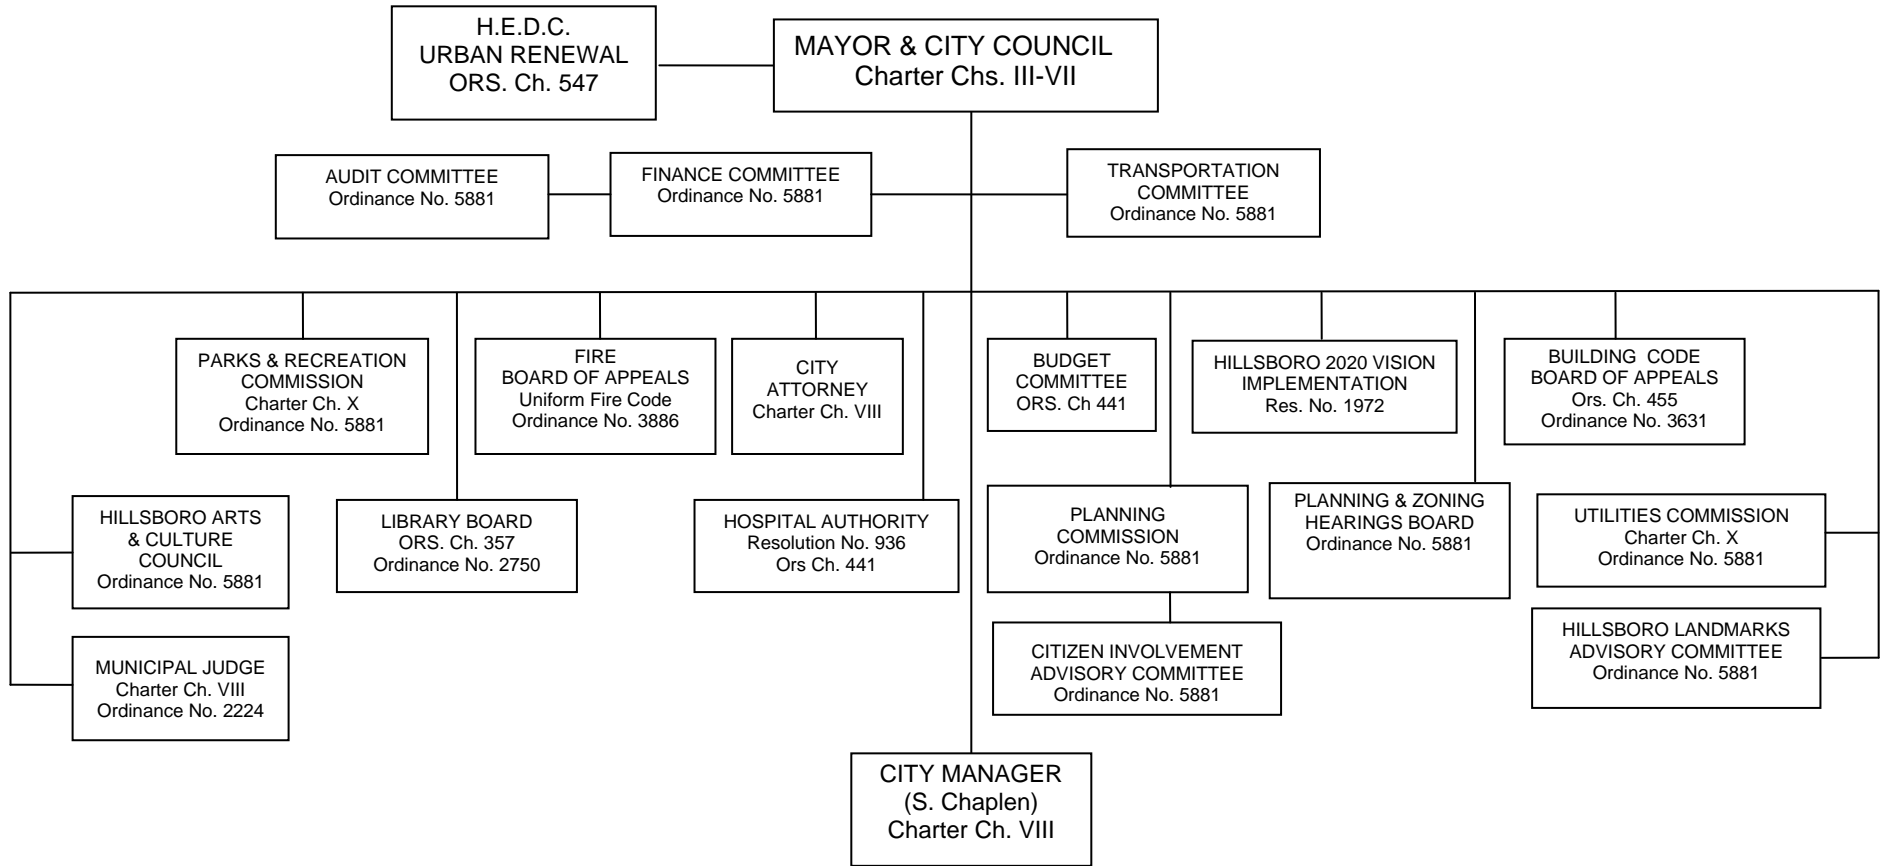 H.E.D.C.
URBAN RENEWAL
ORS. Ch. 547
MAYOR & CITY COUNCIL
Charter Chs. III-VII
AUDIT COMMITTEE
Ordinance No. 5881
FINANCE COMMITTEE
Ordinance No. 5881
TRANSPORTATION
COMMITTEE
Ordinance No. 5881
PARKS & RECREATION
COMMISSION
Charter Ch. X
Ordinance No. 5881
FIRE
BOARD OF APPEALS
Uniform Fire Code
Ordinance No. 3886
CITY
ATTORNEY
Charter Ch. VIII
BUDGET
COMMITTEE
ORS. Ch 441
HILLSBORO 2020 VISION
IMPLEMENTATION
Res. No. 1972
BUILDING CODE
BOARD OF APPEALS
Ors. Ch. 455
Ordinance No. 3631
HILLSBORO ARTS
& CULTURE
COUNCIL
Ordinance No. 5881
LIBRARY BOARD
ORS. Ch. 357
Ordinance No. 2750
HOSPITAL AUTHORITY
Resolution No. 936
Ors Ch. 441
PLANNING
COMMISSION
Ordinance No. 5881
PLANNING & ZONING
HEARINGS BOARD
Ordinance No. 5881
UTILITIES COMMISSION
Charter Ch. X
Ordinance No. 5881
MUNICIPAL JUDGE
Charter Ch. VIII
Ordinance No. 2224
CITIZEN INVOLVEMENT
ADVISORY COMMITTEE
Ordinance No. 5881
HILLSBORO LANDMARKS
ADVISORY COMMITTEE
Ordinance No. 5881
CITY MANAGER
(S. Chaplen)
Charter Ch. VIII